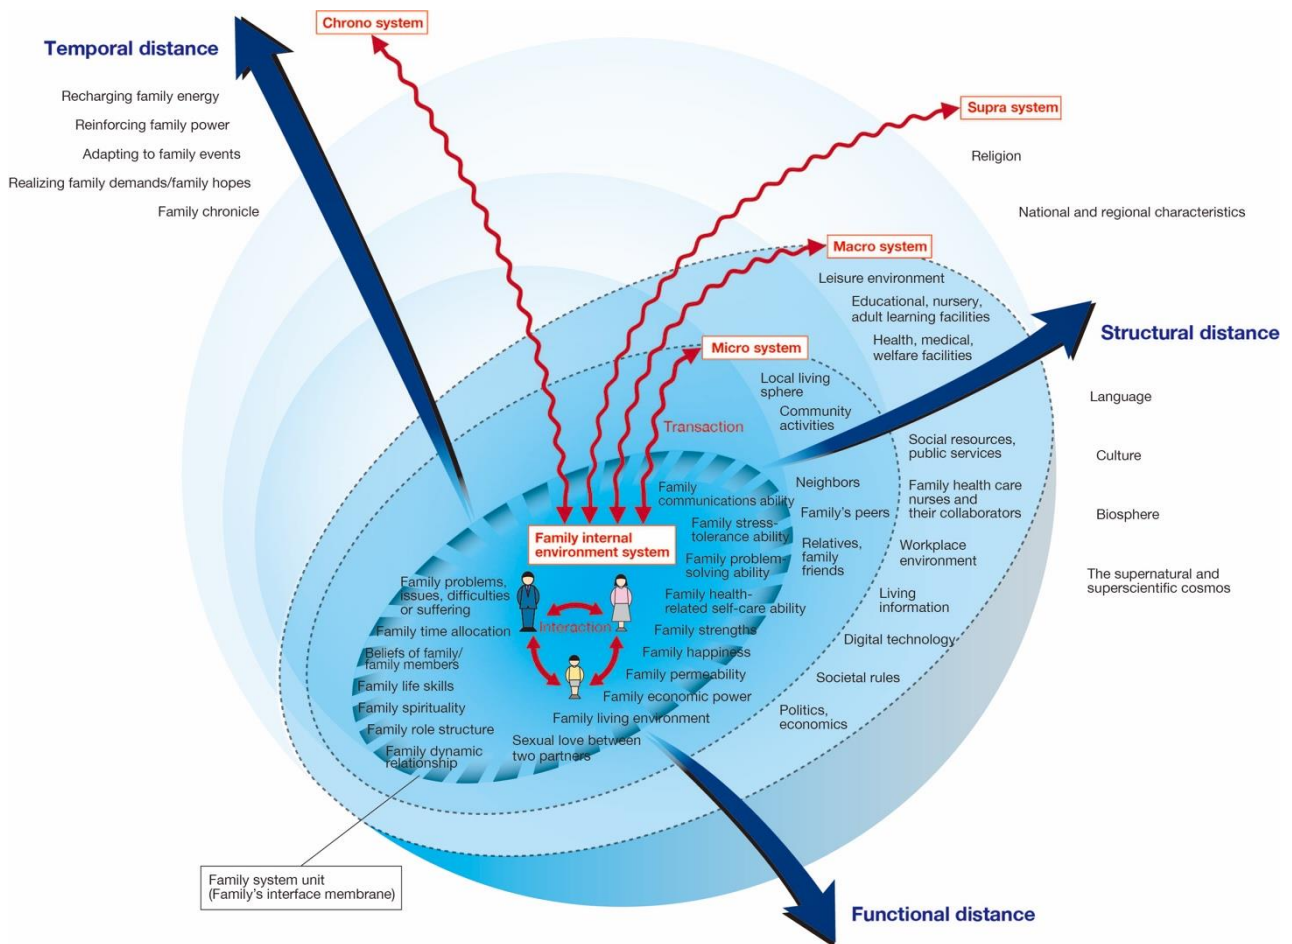 Chrono system
Temporal distance
Recharging family energy
Reinforcing family power
Adapting to family events
Realizing family demands/family hopes
Family chronicle
Supra system
Religion
National and regional characteristics
Macro system
Leisure environment
Educational, nursery,
adult learning facilities
Health, medical,
welfare facilities
Structural distance
Micro system
Local living
sphere
Community
activities
Transaction
Language
Culture
Biosphere
The supernatural and
superscientific cosmos
Social resources,
public services
Family health care
nurses and
their collaborators
Workplace
environment
Living
information
Digital technology
Societal rules
Politics,
economics
Neighbors
Family's peers
Relatives,
family
friends
Family
communications ability
Family stress-
tolerance ability
Family problem-
solving ability
Family health-
related self-care ability
Family strengths
Family happiness
Family permeability
Family economic power
Family living environment
Sexual love between
two partners
Family internal
environment system
Interaction
Family problems,
issues, difficulties
or suffering
Family time allocation
Beliefs of family/
family members
Family life skills
Family spirituality
Family role structure
Family dynamic
relationship
Family system unit
(Family's interface membrane)
Functional distance